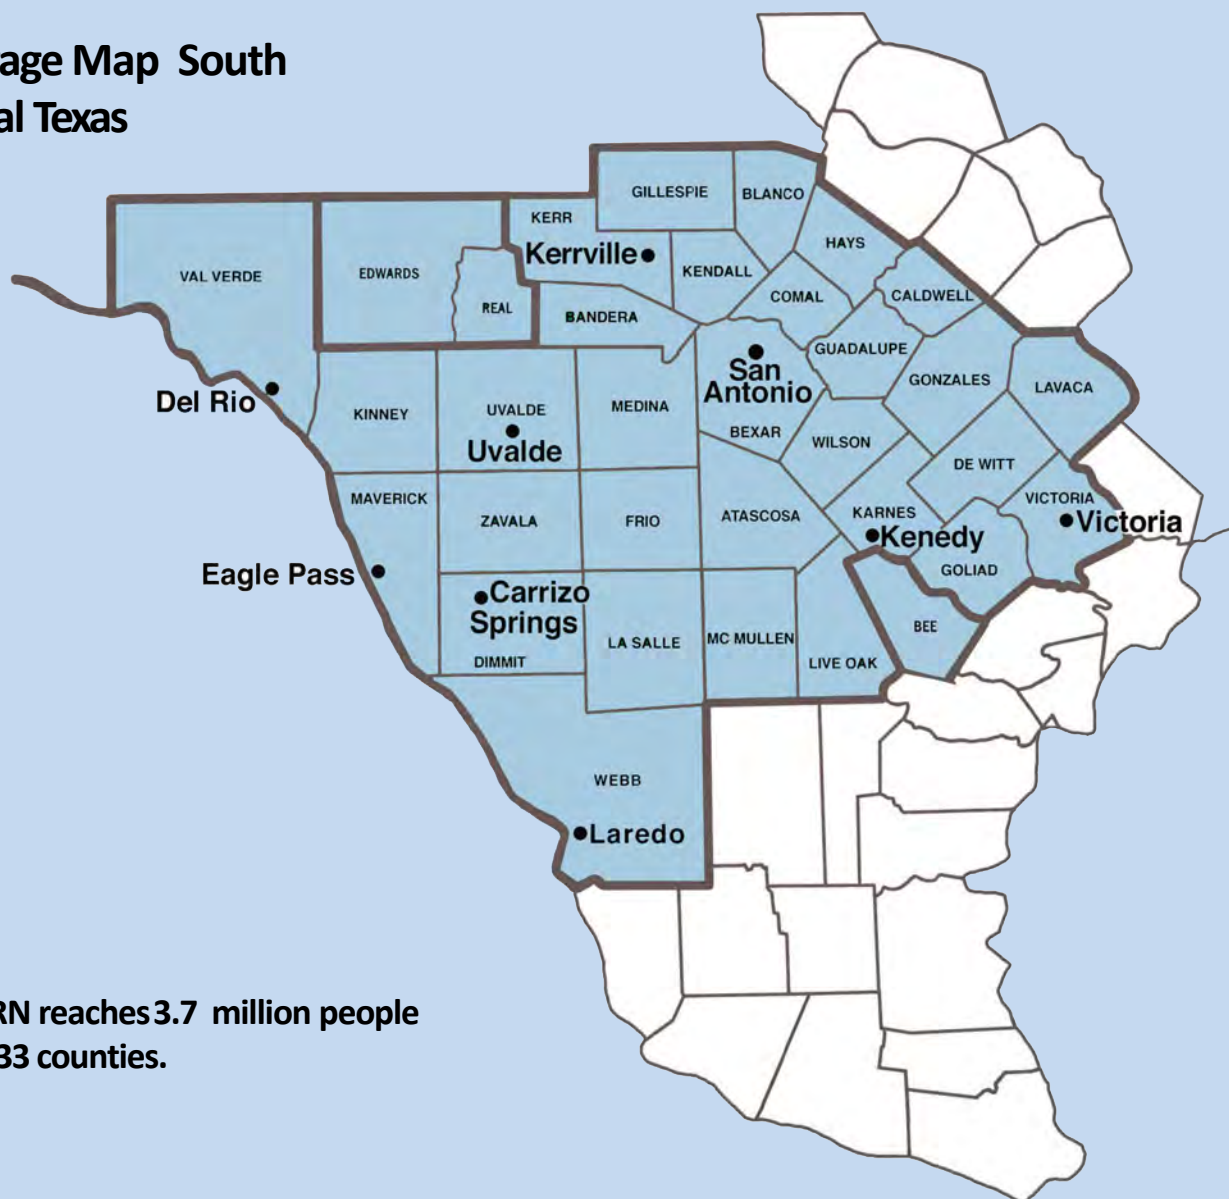 age Map South
al Texas
GILLESPIE
BLANCO
KERR
HAYS
Kerrville
VAL VERDE
EDWARDS
KENDALL
REAL
COMAL
CALDWELL
BANDERA
GUADALUPE
San
Antonio
GONZALES
LAVACA
Del Rio
KINNEY
UVALDE
Uvalde
MEDINA
BEXAR
WILSON
DE WITT
MAVERICK
ZAVALA
FRIO
ATASCOSA
KARNES
Kenedy
VICTORIA
Victoria
Eagle Pass
GOLIAD
Carrizo
Springs
DIMMIT
LA SALLE
MC MULLEN
LIVE OAK
BEE
WEBB
Laredo
RN reaches 3.7 million people
33 counties.